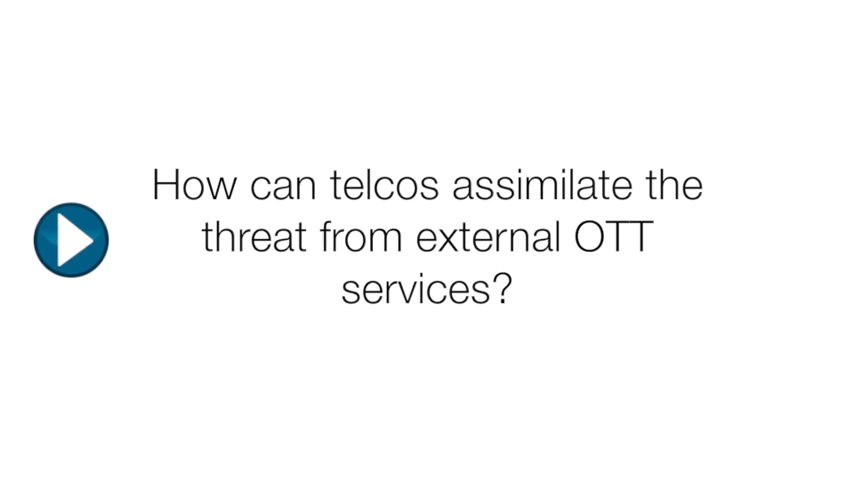 How can telcos assimilate the
threat from external OTT
services?